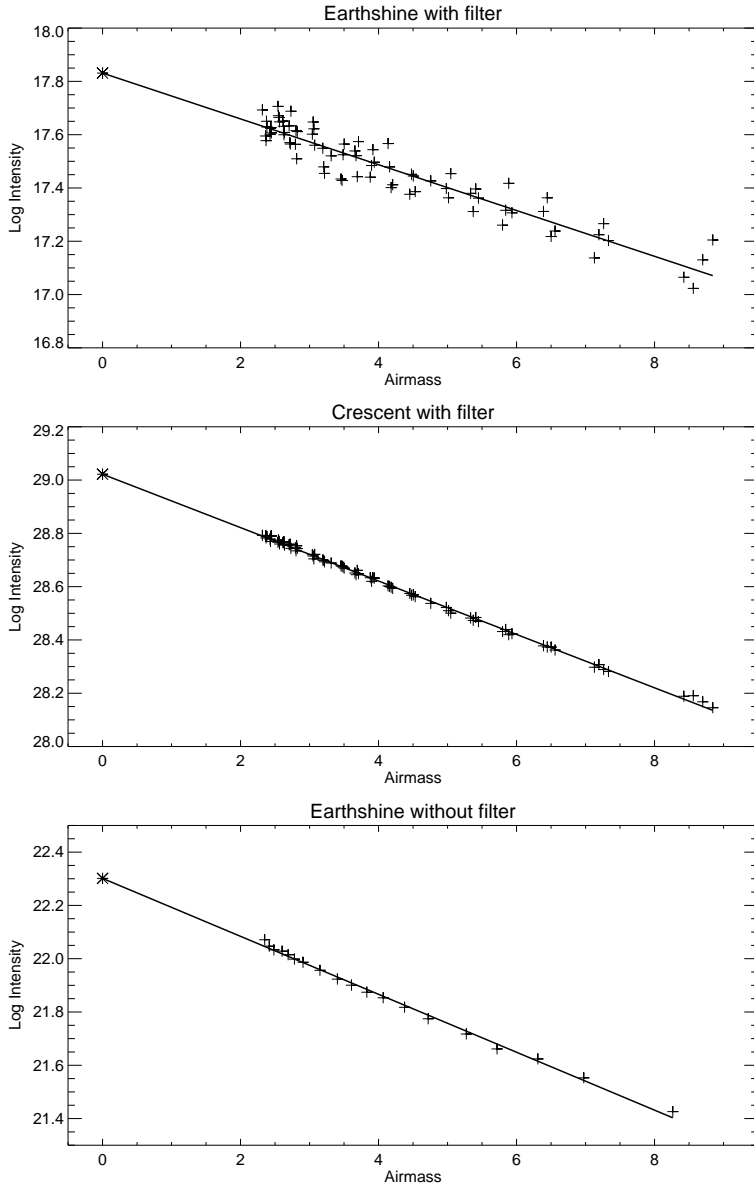 Earthshine with filter
18.0
17.8
17.6
17.4
17.2
17.0
16.8
Log Intensity
0 2 4 6 8
Airmass
Crescent with filter
29.2
29.0
28.8
28.6
28.4
28.2
28.0
Log Intensity
0 2 4 6 8
Airmass
Earthshine without filter
22.4
22.2
22.0
21.8
21.6
21.4
Log Intensity
0 2 4 6 8
Airmass